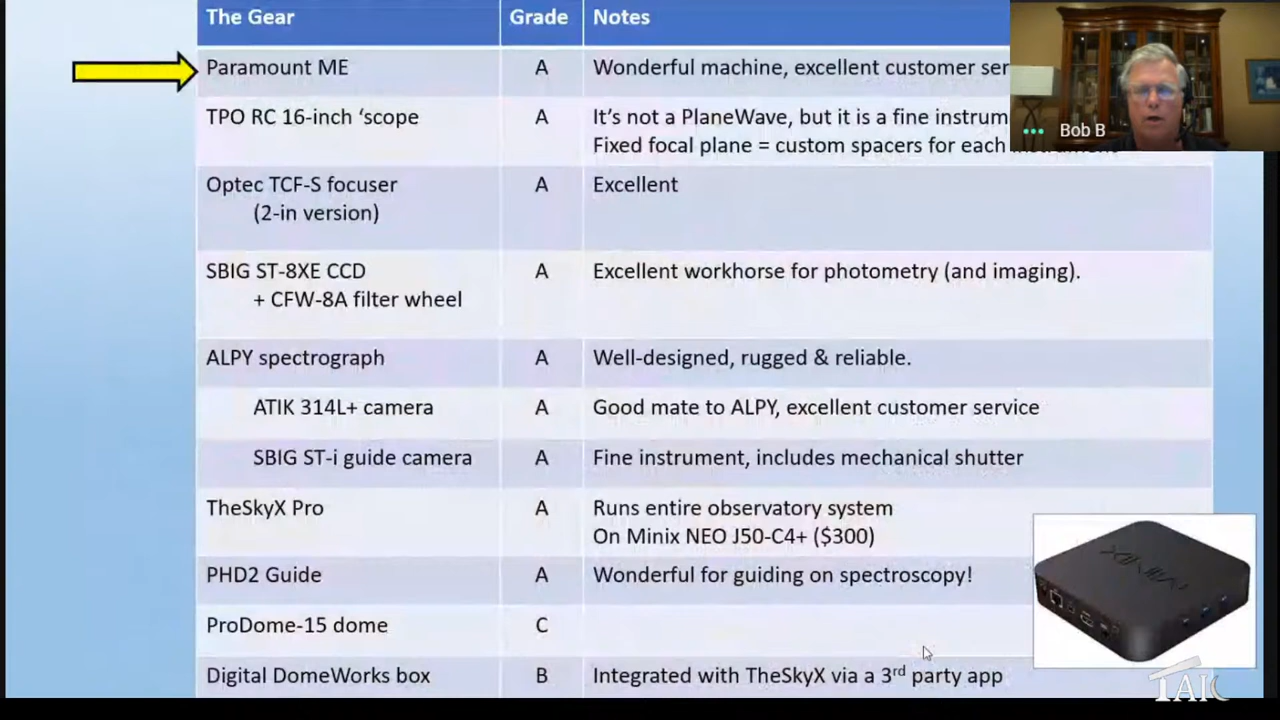 The Gear Grade Notes
Paramount ME A Wonderful machine, excellent customer ser
TPO RC 16-inch ‘scope A It’s not a PlaneWave, but it is a fine instrum
Fixed focal plane = custom spacers for each
Bob B
Optec TCF-S focuser A Excellent
(2-in version)
SBIG ST-8XE CCD A Excellent workhorse for photometry (and imaging).
+ CFW-8A filter wheel
ALPY spectrograph A Well-designed, rugged & reliable.
ATIK 314L+ camera A Good mate to ALPY, excellent customer service
SBIG ST-i guide camera A Fine instrument, includes mechanical shutter
TheSkyX Pro A Runs entire observatory system
On Minix NEO J50-C4+ ($300)
PHD2 Guide A Wonderful for guiding on spectroscopy!
MINIX
ProDome-15 dome C
Digital DomeWorks box B Integrated with TheSkyX via a 3rd party app
TAIC